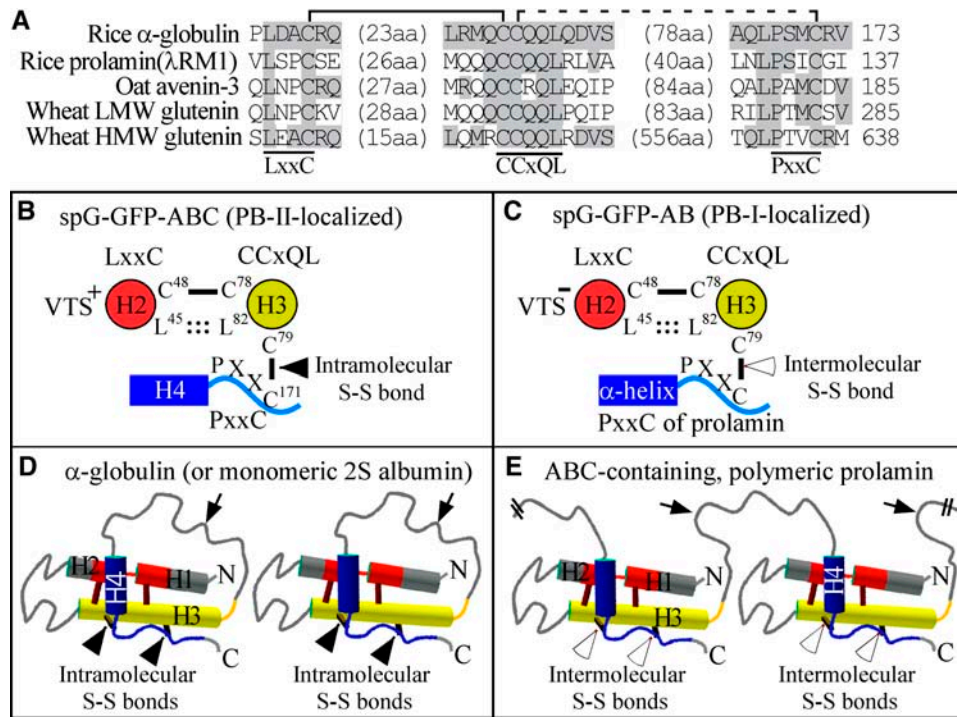 A
Rice α-globulin PLDACRQ (23aa) LRMQCCQQLQDVS (78aa) AQLPSMCRV 173
Rice prolamin(λRM1) VLSPCSE (26aa) MQQQCCQQLRLVA (40aa) LNLPSICGI 137
Oat avenin-3 QLNPCRQ (27aa) MRQQCCRQLEQIP (84aa) QALPAMCDV 185
Wheat LMW glutenin QLNPCKV (28aa) MQQQCCQQLPQIP (83aa) RILPTMCSV 285
Wheat HMW glutenin SLEACRQ (15aa) LQMRCCQQLRDVS (556aa) TQLPTVCRM 638
LxxC CCxQL PxxC
B spG-GFP-ABC (PB-II-localized)
LxxC CCxQL
VTS+ H2 C48 C78 H3
L45 L82
C79
Intramolecular
S-S bond
H4 PXXC171
PxxC
C spG-GFP-AB (PB-I-localized)
LxxC CCxQL
VTS- H2 C48 C78 H3
L45 L82
C79
Intermolecular
S-S bond
α-helix PXXC
PxxC of prolamin
D α-globulin (or monomeric 2S albumin)
H2 H4 H1 N
H3
C
Intramolecular
S-S bonds
Intramolecular
S-S bonds
E ABC-containing, polymeric prolamin
H2 H1 H4 N
H3
C
Intermolecular
S-S bonds
Intermolecular
S-S bonds